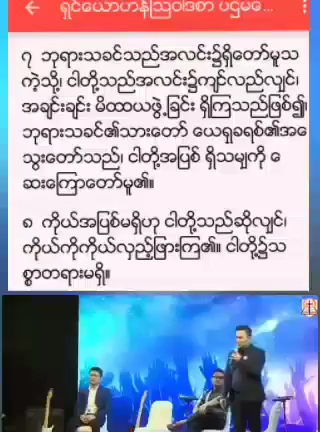 ရှင်ယောဟန်ဩဝါဒစာ ပဌမ...
၇ ဘုရားသခင်သည်အလင်း၌ရှိတော်မူသ
ကဲ့သို့၊ ငါတို့သည်အလင်း၌ကျင်လည်လျှင်၊
အချင်းချင်း မိတ်ဿဟာယဖွဲ့ခြင်း ရှိကြသည်ဖြစ်၍၊
ဘုရားသခင်၏သားတော် ယေရှုခရစ်၏အ
သွေးတော်သည်၊ ငါတို့အပြစ် ရှိသမျှကို
ဆေးကြောတော်မူ၏။
၈ ကိုယ်အပြစ်မရှိဟု ငါတို့သည်ဆိုလျှင်၊
ကိုယ်ကိုကိုယ်လှည့်ဖြားကြ၏။ ငါတို့၌သ
စ္စာတရားမရှိ။